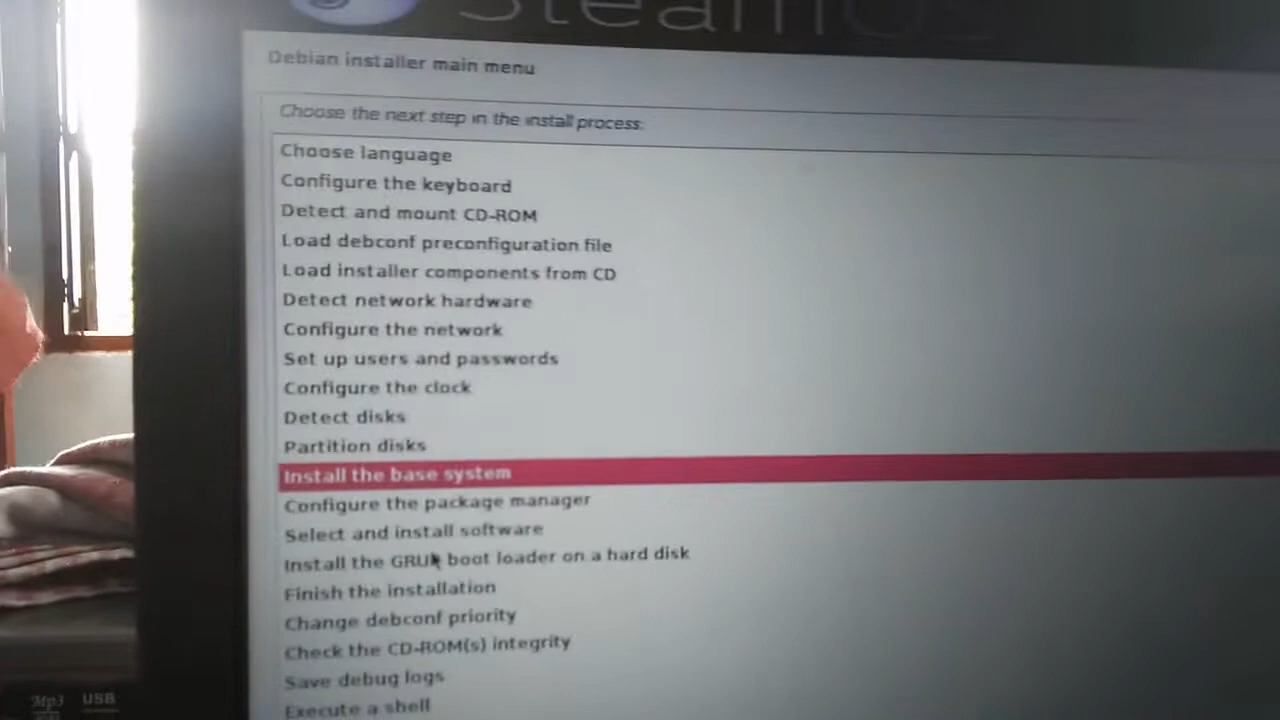 SteamOS
Debian installer main menu
Choose the next step in the install process:
Choose language
Configure the keyboard
Detect and mount CD-ROM
Load debconf preconfiguration file
Load installer components from CD
Detect network hardware
Configure the network
Set up users and passwords
Configure the clock
Detect disks
Partition disks
Install the base system
Configure the package manager
Select and install software
Install the GRUB boot loader on a hard disk
Finish the installation
Change debconf priority
Check the CD-ROM(s) integrity
Save debug logs
Execute a shell
Mp3 USB